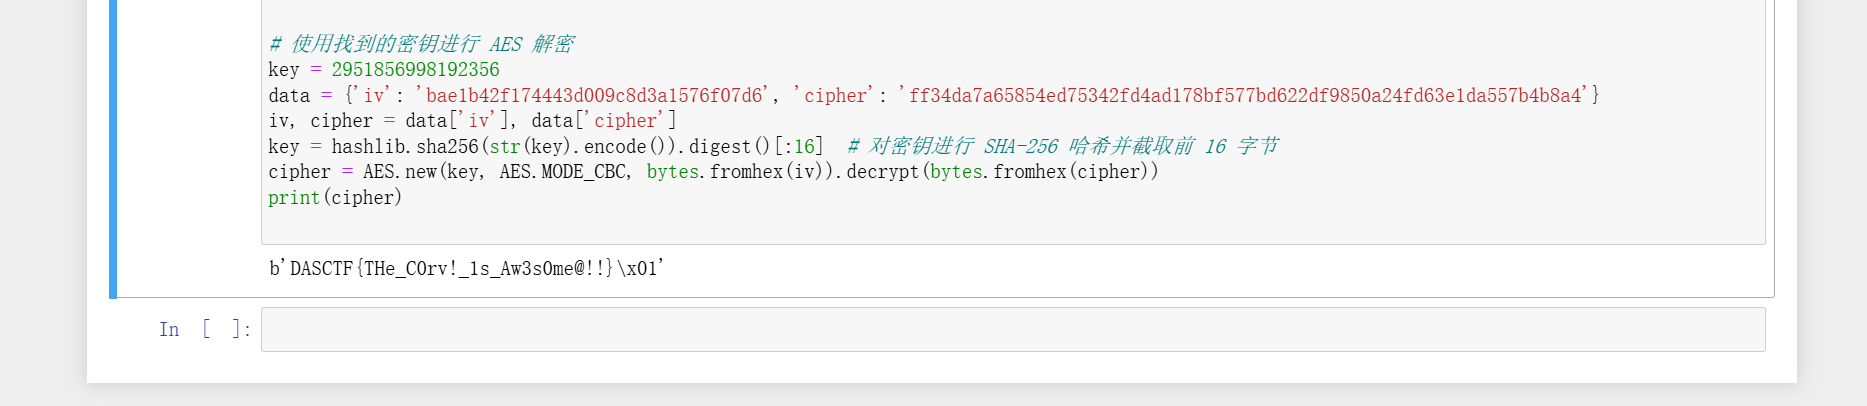 # 使用找到的密钥进行 AES 解密
key = 2951856998192356
data = {'iv': 'bae1b42f174443d009c8d3a1576f07d6', 'cipher': 'ff34da7a65854ed75342fd4ad178bf577bd622df9850a24fd63e1da557b4b8a4'}
iv, cipher = data['iv'], data['cipher']
key = hashlib.sha256(str(key).encode()).digest()[:16]  # 对密钥进行 SHA-256 哈希并截取前 16 字节
cipher = AES.new(key, AES.MODE_CBC, bytes.fromhex(iv)).decrypt(bytes.fromhex(cipher))
print(cipher)
b'DASCTF{THe_C0rv!_1s_Aw3s0me@!!}\x01'
In [ ]: